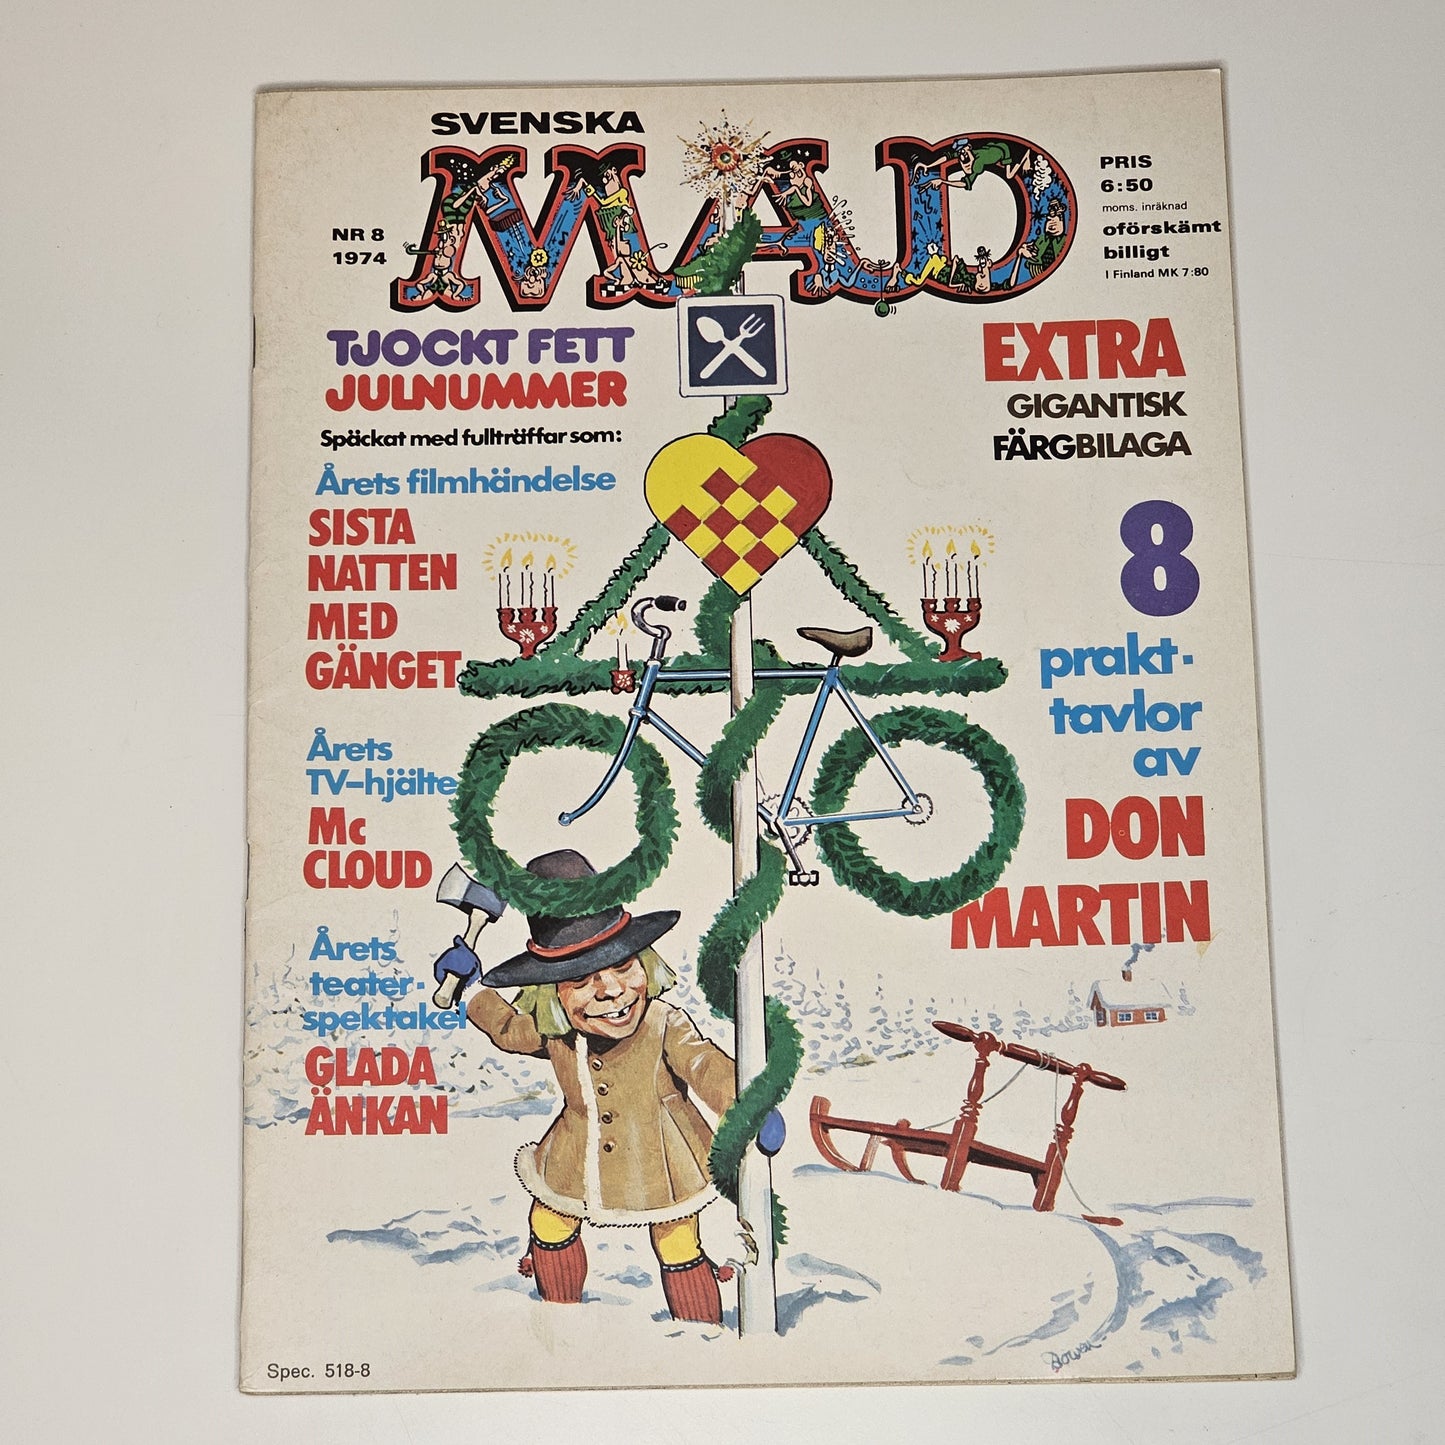 SVENSKA
MAD
NR 8
1974
PRIS
6:50
moms. inräknad
oförskämt
billigt
I Finland MK 7:80
TJOCKT FETT
JULNUMMER
Späckat med fullträffar som:
Årets filmhändelse
SISTA
NATTEN
MED
GÄNGET
Årets
TV-hjälte
Mc
CLOUD
Årets
teater-
spektakel
GLADA
ÄNKAN
EXTRA
GIGANTISK
FÄRGBILAGA
8
prakt-
tavlor
av
DON
MARTIN
Spec. 518-8